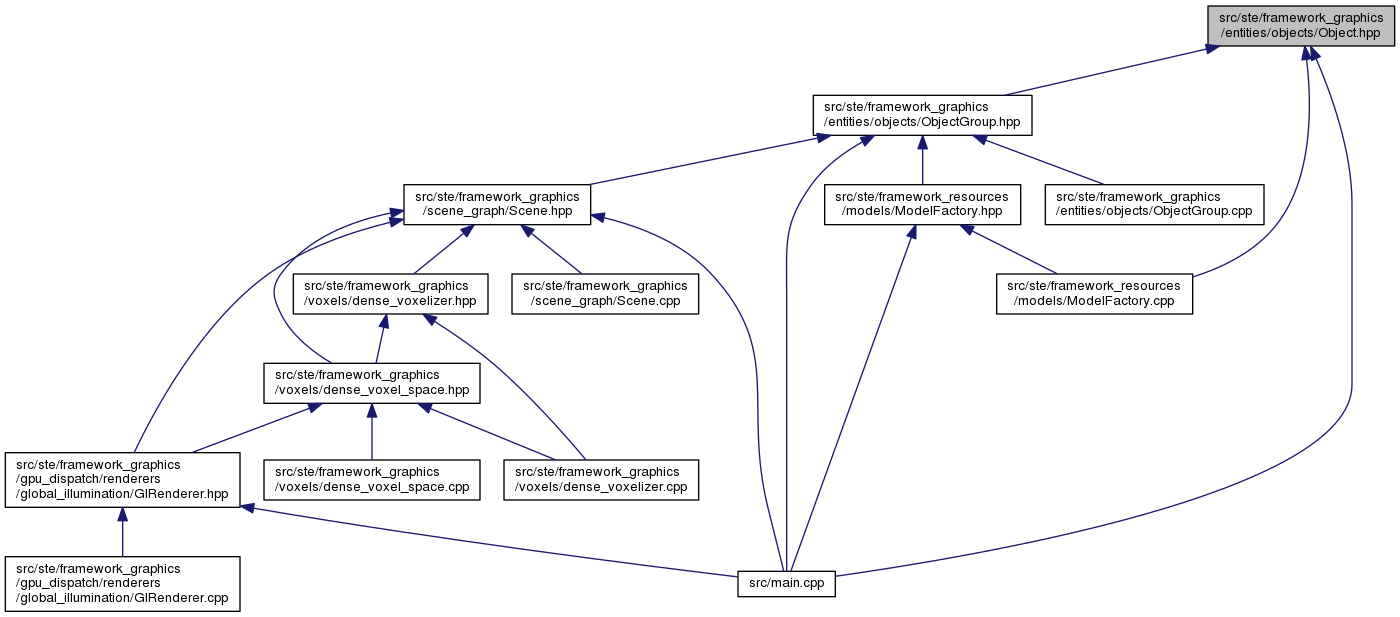 src/ste/framework_graphics
/entities/objects/Object.hpp
src/ste/framework_graphics
/entities/objects/ObjectGroup.hpp
src/ste/framework_graphics
/scene_graph/Scene.hpp
src/ste/framework_resources
/models/ModelFactory.hpp
src/ste/framework_graphics
/entities/objects/ObjectGroup.cpp
src/ste/framework_graphics
/voxels/dense_voxelizer.hpp
src/ste/framework_graphics
/scene_graph/Scene.cpp
src/ste/framework_resources
/models/ModelFactory.cpp
src/ste/framework_graphics
/voxels/dense_voxel_space.hpp
src/ste/framework_graphics
/gpu_dispatch/renderers
/global_illumination/GIRenderer.hpp
src/ste/framework_graphics
/voxels/dense_voxel_space.cpp
src/ste/framework_graphics
/voxels/dense_voxelizer.cpp
src/ste/framework_graphics
/gpu_dispatch/renderers
/global_illumination/GIRenderer.cpp
src/main.cpp